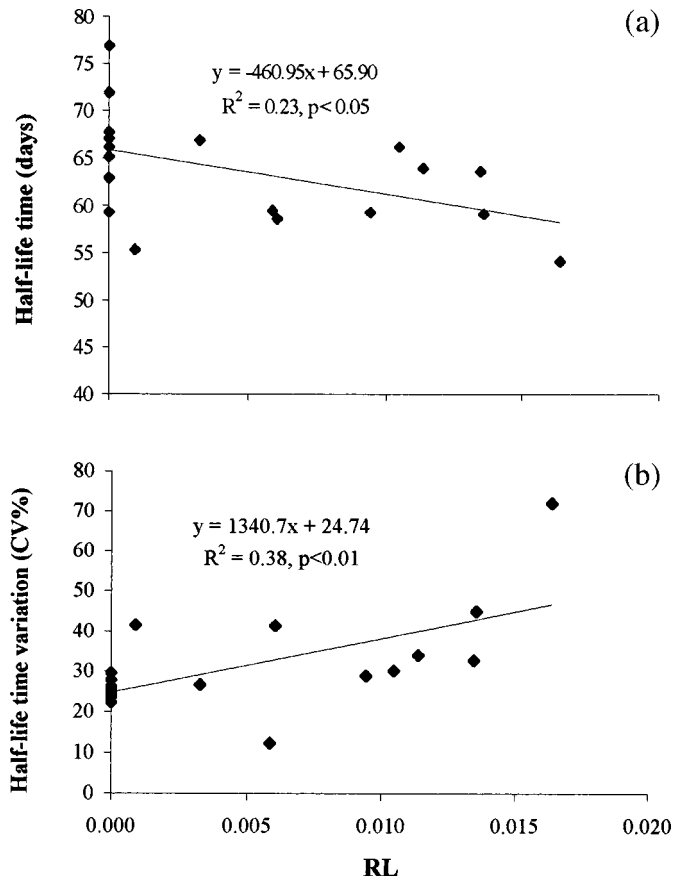 (a)
y = -460.95x + 65.90
R² = 0.23, p< 0.05
Half-life time (days)
80
75
70
65
60
55
50
45
40
(b)
y = 1340.7x + 24.74
R² = 0.38, p<0.01
Half-life time variation (CV%)
80
70
60
50
40
30
20
10
0
0.000 0.005 0.010 0.015 0.020
RL